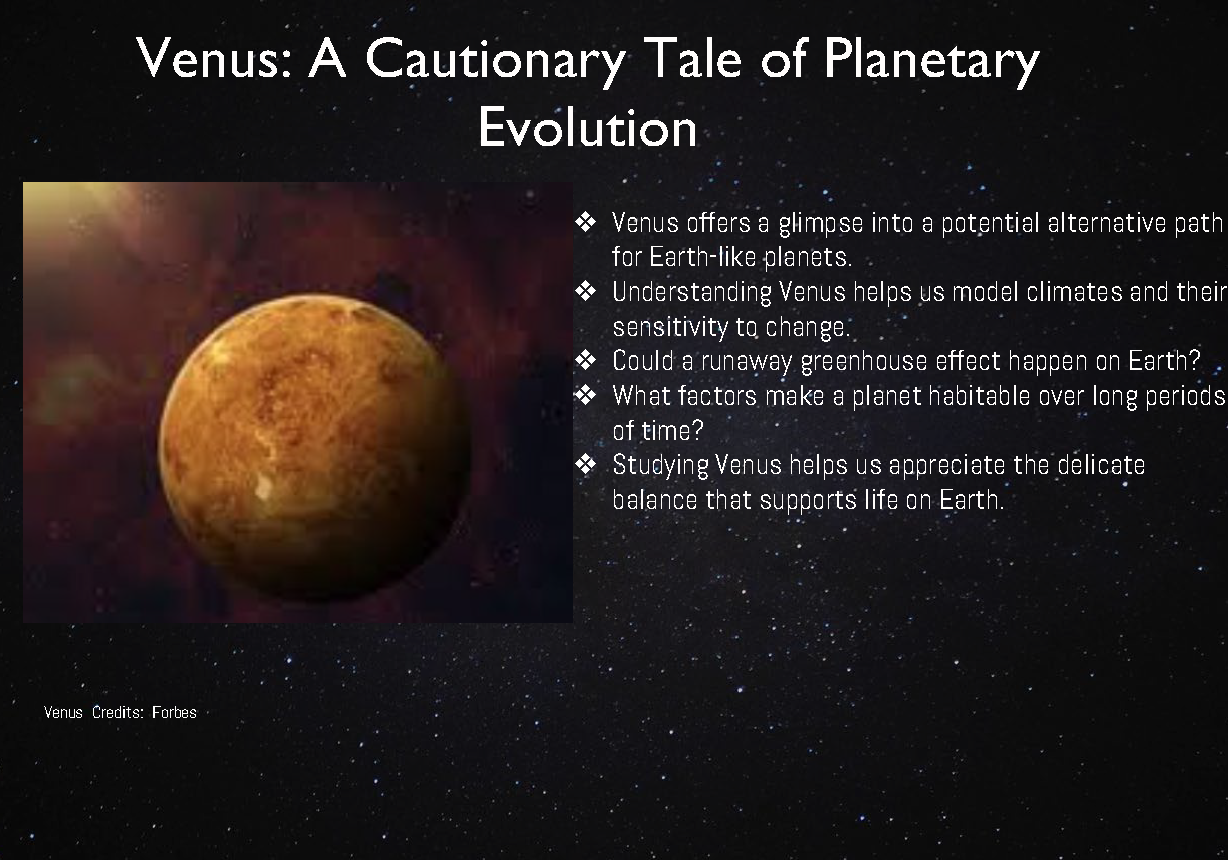 Venus: A Cautionary Tale of Planetary
Evolution
❖ Venus offers a glimpse into a potential alternative path
for Earth-like planets.
❖ Understanding Venus helps us model climates and their
sensitivity to change.
❖ Could a runaway greenhouse effect happen on Earth?
❖ What factors make a planet habitable over long periods
of time?
❖ Studying Venus helps us appreciate the delicate
balance that supports life on Earth.
Venus Credits: Forbes